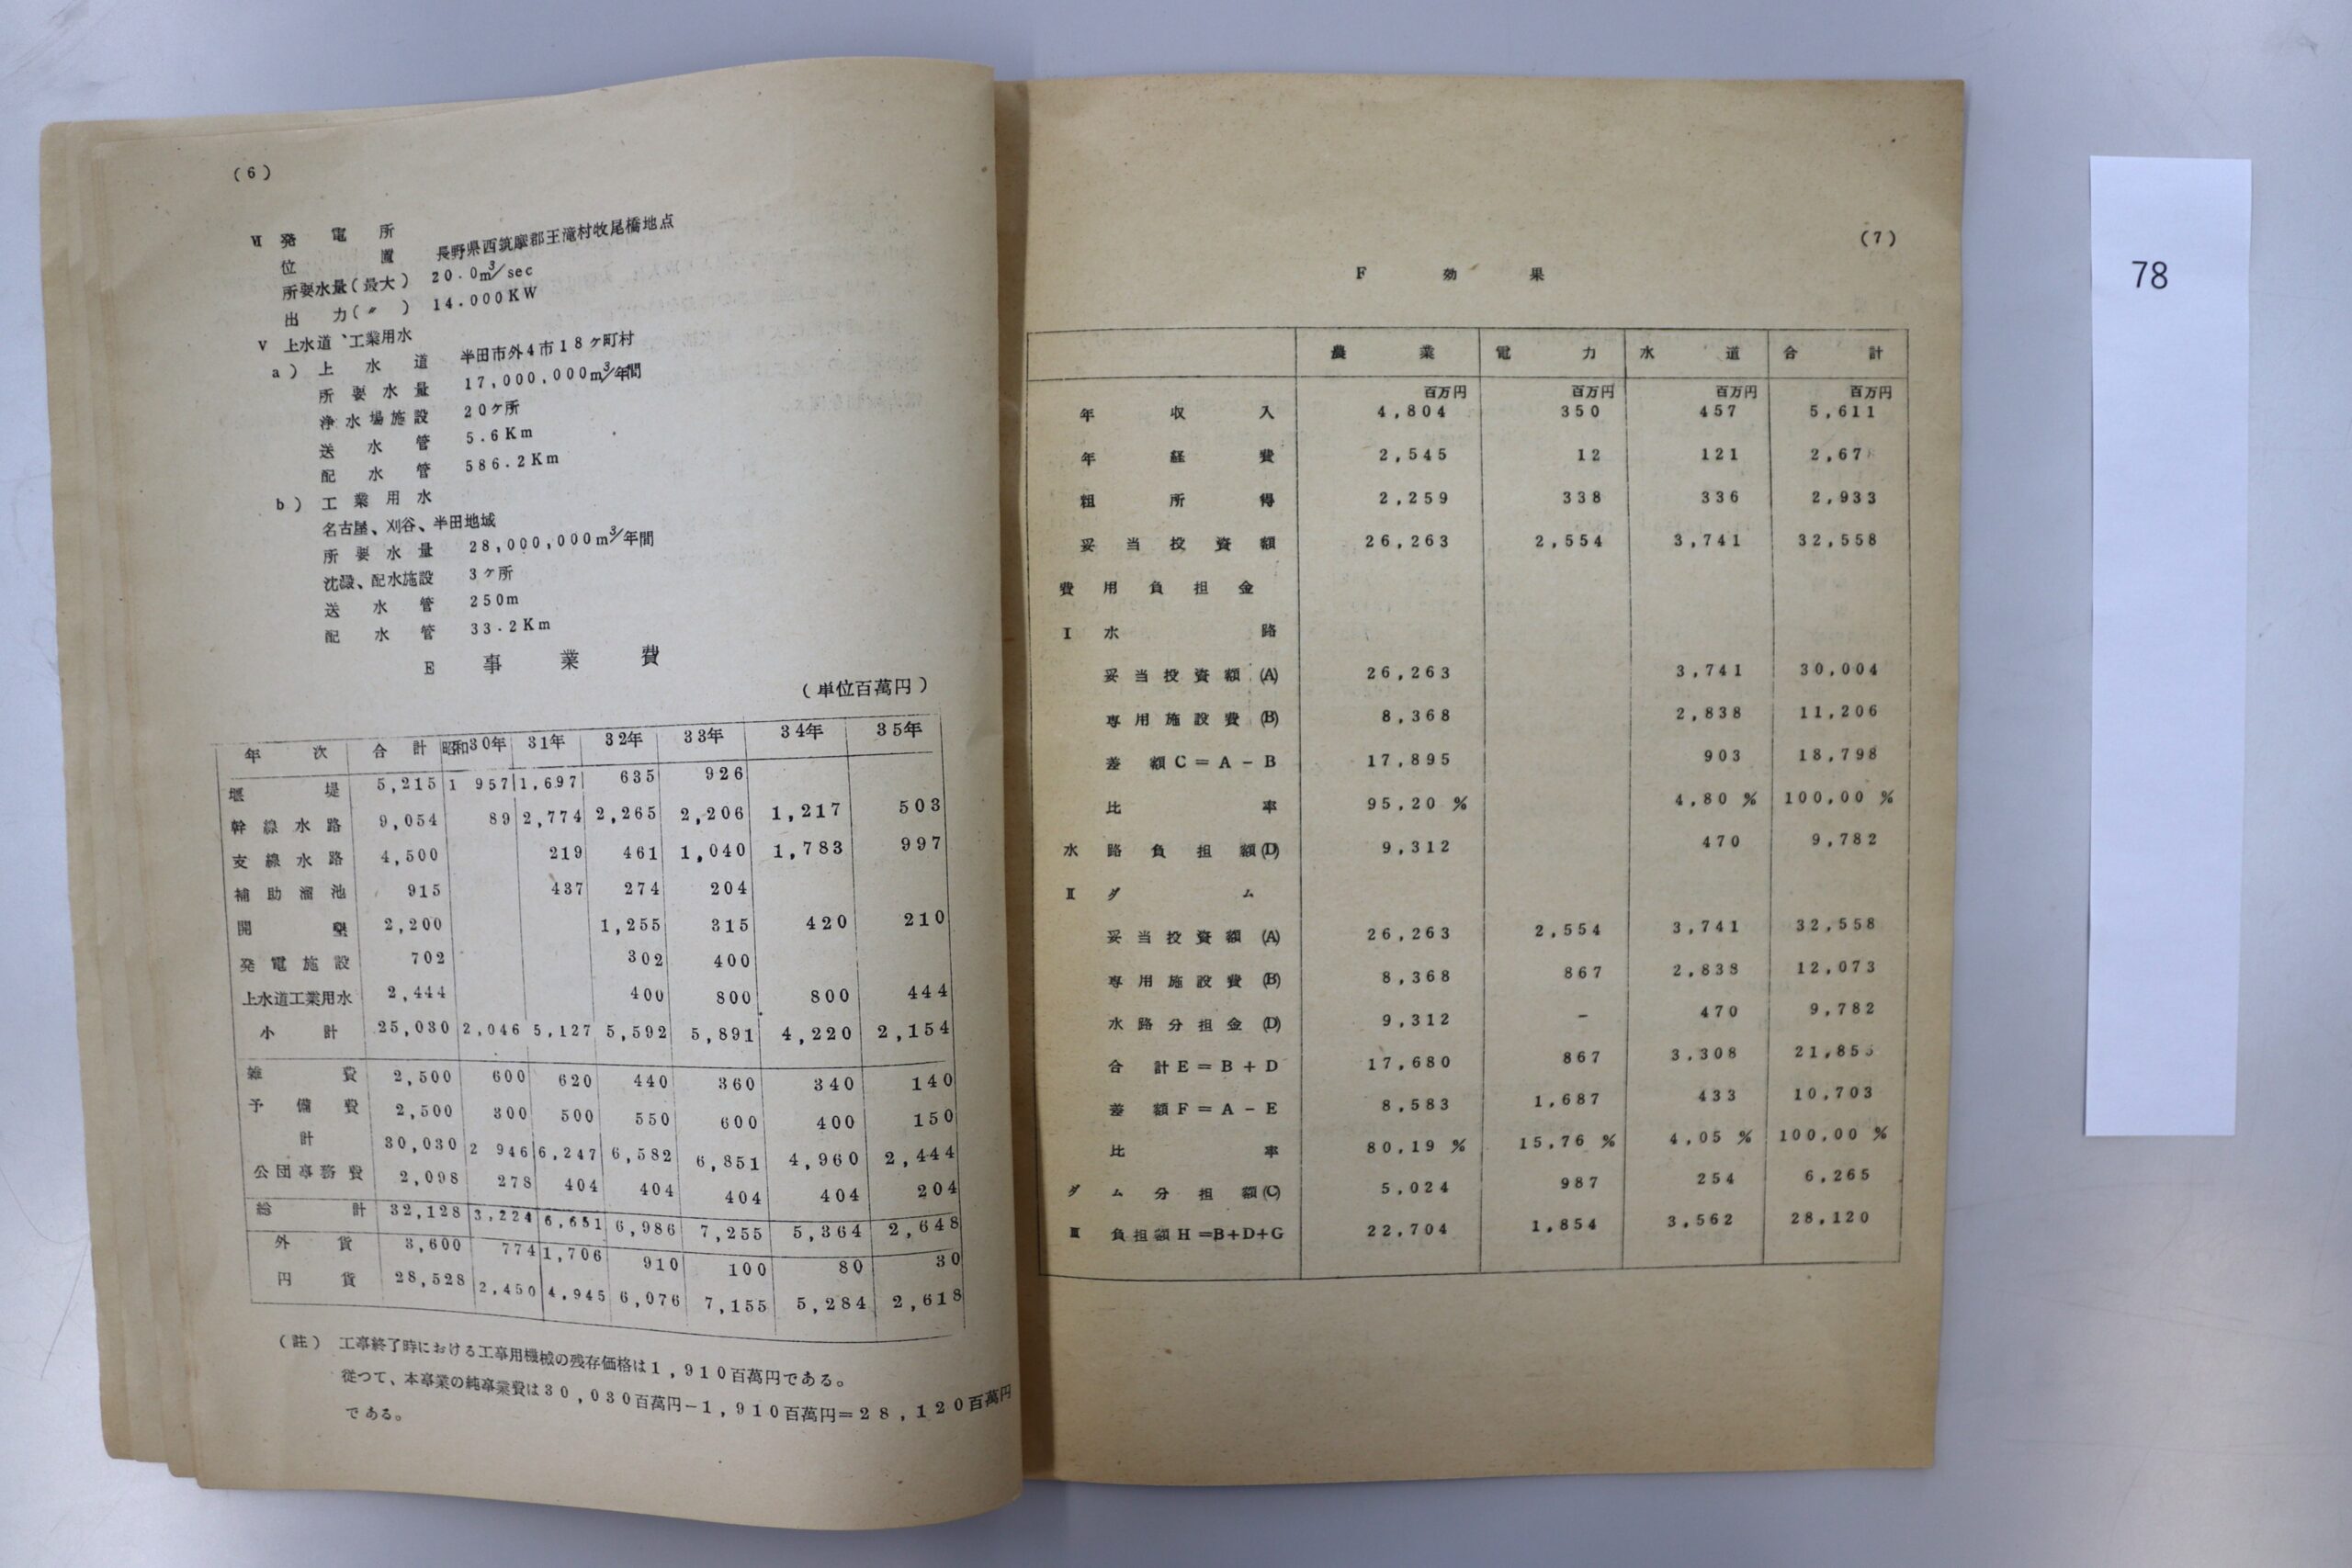 (6)
Ⅵ 発電所
位置 長野県西筑摩郡王滝村牧尾橋地点
所要水量(最大) 20.0m³/sec
出力(〃) 14.000KW
Ⅴ 上水道、工業用水
a) 上水道 半田市外4市18ヶ町村
所要水量 17,000,000m³/年間
浄水場施設 20ヶ所
送水管 5.6Km
配水管 586.2Km
b) 工業用水
名古屋、刈谷、半田地域
所要水量 28,000,000m³/年間
沈澱、配水施設 3ヶ所
送水管 250m
配水管 33.2Km
E 事業費
(単位百萬円)
年次 合計 昭和30年 31年 32年 33年 34年 35年
堰堤 5,215 1 957 1,697 635 926
幹線水路 9,054 89 2,774 2,265 2,206 1,217 503
支線水路 4,500 219 461 1,040 1,783 997
補助溜池 915 437 274 204
開墾 2,200 1,255 315 420 210
発電施設 702 302 400
上水道工業用水 2,444 400 800 800 444
小計 25,030 2,046 5,127 5,592 5,891 4,220 2,154
雑費 2,500 600 620 440 360 340 140
予備費 2,500 300 500 550 600 400 150
計 30,030 2 946 6,247 6,582 6,851 4,960 2,444
公団事務費 2,098 278 404 404 404 404 204
総計 32,128 3,224 6,651 6,986 7,255 5,364 2,648
外貨 3,600 774 1,706 910 100 80 30
円貨 28,528 2,450 4,945 6,076 7,155 5,284 2,618
(註) 工事終了時における工事用機械の残存価格は1,910百萬円である。
従つて、本事業の純事業費は30,030百萬円-1,910百萬円=28,120百萬円
である。
(7)
F 効果
農業 電力 水道 合計
百万円 百万円 百万円 百万円
年収入 4,804 350 457 5,611
年経費 2,545 12 121 2,67
粗所得 2,259 338 336 2,933
妥当投資額 26,263 2,554 3,741 32,558
費用負担金
Ⅰ 水路
妥当投資額(A) 26,263 3,741 30,004
専用施設費(B) 8,368 2,838 11,206
差額C=A-B 17,895 903 18,798
比率 95,20% 4,80% 100,00%
水路負担額(D) 9,312 470 9,782
Ⅱ ダム
妥当投資額(A) 26,263 2,554 3,741 32,558
専用施設費(B) 8,368 867 2,838 12,073
水路分担金(D) 9,312 - 470 9,782
合計E=B+D 17,680 867 3,308 21,855
差額F=A-E 8,583 1,687 433 10,703
比率 80,19% 15,76% 4,05% 100,00%
ダム分担額(C) 5,024 987 254 6,265
Ⅲ 負担額H=B+D+G 22,704 1,854 3,562 28,120
78